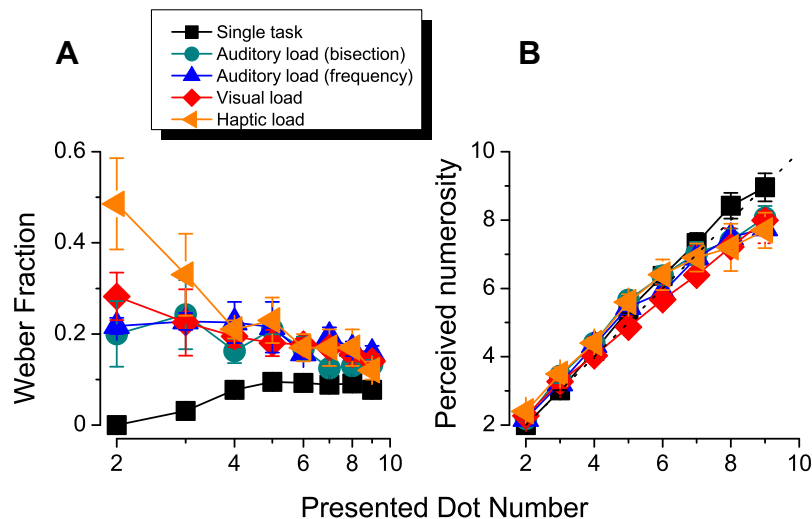 A
Single task
Auditory load (bisection)
Auditory load (frequency)
Visual load
Haptic load
B
Weber Fraction
0.6
0.4
0.2
0
2
4
6
8
10
Perceived numerosity
10
8
6
4
2
2
4
6
8
10
Presented Dot Number